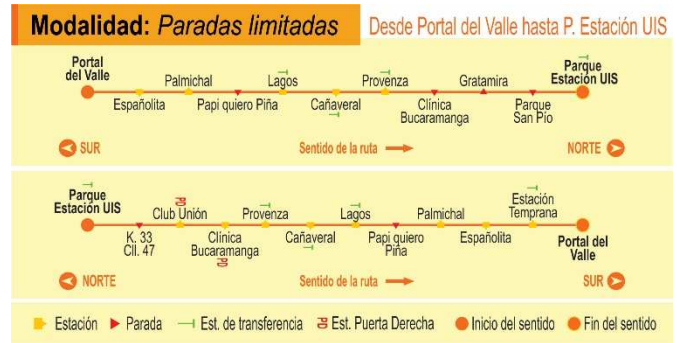 Modalidad: Paradas limitadas
Desde Portal del Valle hasta P. Estación UIS
Portal
del Valle
Españolita
Palmichal
Papi quiero Piña
Lagos
Cañaveral
Provenza
Clínica
Bucaramanga
Gratamira
Parque
San Pío
Parque
Estación UIS
SUR
Sentido de la ruta
NORTE
Parque
Estación UIS
K. 33
Cll. 47
Club Unión
PD
Clínica
Bucaramanga
PD
Provenza
Cañaveral
Lagos
Papi quiero
Piña
Palmichal
Españolita
Estación
Temprana
Portal del
Valle
NORTE
Sentido de la ruta
SUR
Estación
Parada
Est. de transferencia
PD Est. Puerta Derecha
Inicio del sentido
Fin del sentido